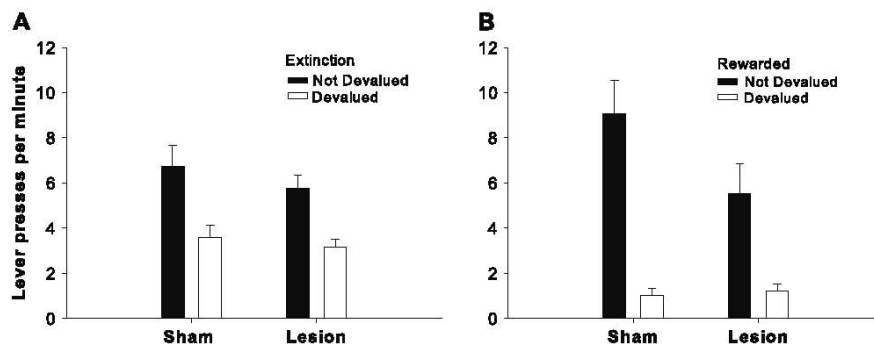 A
Lever presses per minute
12
10
8
6
4
2
0
Extinction
Not Devalued
Devalued
Sham Lesion
B
12
10
8
6
4
2
0
Rewarded
Not Devalued
Devalued
Sham Lesion